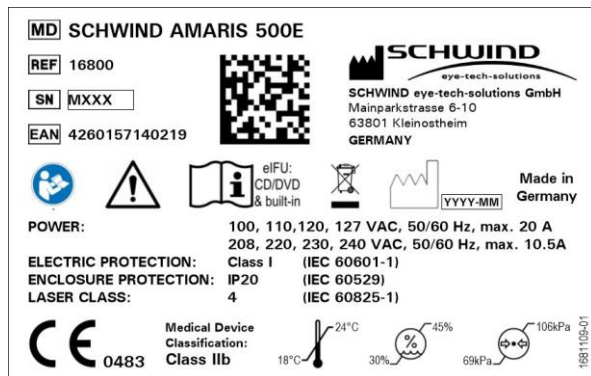 MD SCHWIND AMARIS 500E
REF 16800
SN MXXX
EAN 4260157140219
SCHWIND
eye-tech-solutions
SCHWIND eye-tech-solutions GmbH
Mainparkstrasse 6-10
63801 Kleinostheim
GERMANY
eIFU:
CD/DVD
& built-in
YYYY-MM
Made in
Germany
POWER: 100, 110,120, 127 VAC, 50/60 Hz, max. 20 A
208, 220, 230, 240 VAC, 50/60 Hz, max. 10.5A
ELECTRIC PROTECTION: Class I (IEC 60601-1)
ENCLOSURE PROTECTION: IP20 (IEC 60529)
LASER CLASS: 4 (IEC 60825-1)
CE 0483
Medical Device
Classification:
Class IIb
18°C 24°C
30% % 45%
69kPa 106kPa
1681109-01